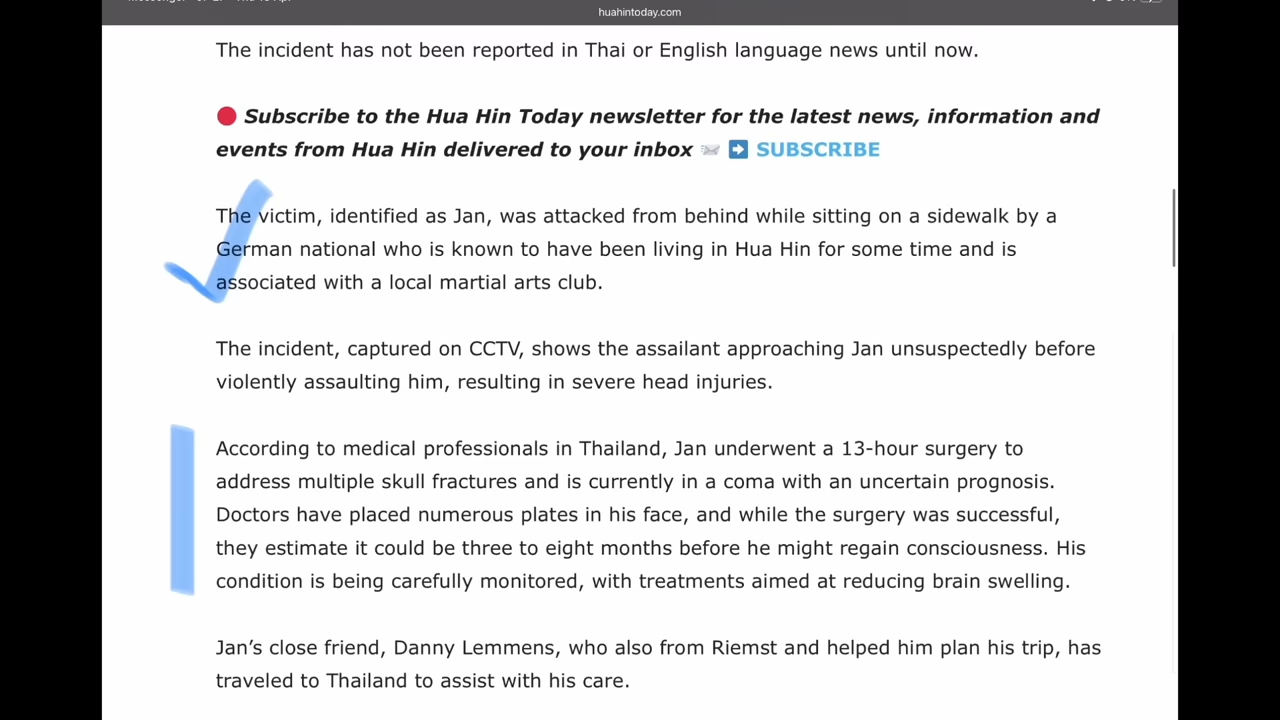 huahintoday.com
The incident has not been reported in Thai or English language news until now.
Subscribe to the Hua Hin Today newsletter for the latest news, information and
events from Hua Hin delivered to your inbox SUBSCRIBE
The victim, identified as Jan, was attacked from behind while sitting on a sidewalk by a
German national who is known to have been living in Hua Hin for some time and is
associated with a local martial arts club.
The incident, captured on CCTV, shows the assailant approaching Jan unsuspectedly before
violently assaulting him, resulting in severe head injuries.
According to medical professionals in Thailand, Jan underwent a 13-hour surgery to
address multiple skull fractures and is currently in a coma with an uncertain prognosis.
Doctors have placed numerous plates in his face, and while the surgery was successful,
they estimate it could be three to eight months before he might regain consciousness. His
condition is being carefully monitored, with treatments aimed at reducing brain swelling.
Jan’s close friend, Danny Lemmens, who also from Riemst and helped him plan his trip, has
traveled to Thailand to assist with his care.